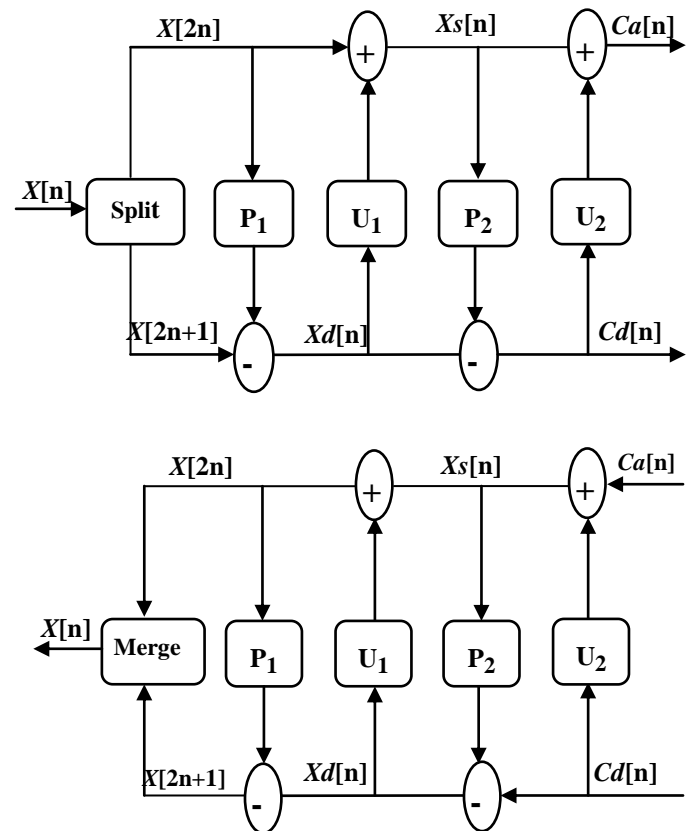 X[2n] Xs[n] Ca[n]
+ +
X[n]
Split P1 U1 P2 U2
X[2n+1] Xd[n] Cd[n]
- -
X[2n] Xs[n] Ca[n]
+ +
X[n]
Merge P1 U1 P2 U2
X[2n+1] Xd[n] Cd[n]
- -